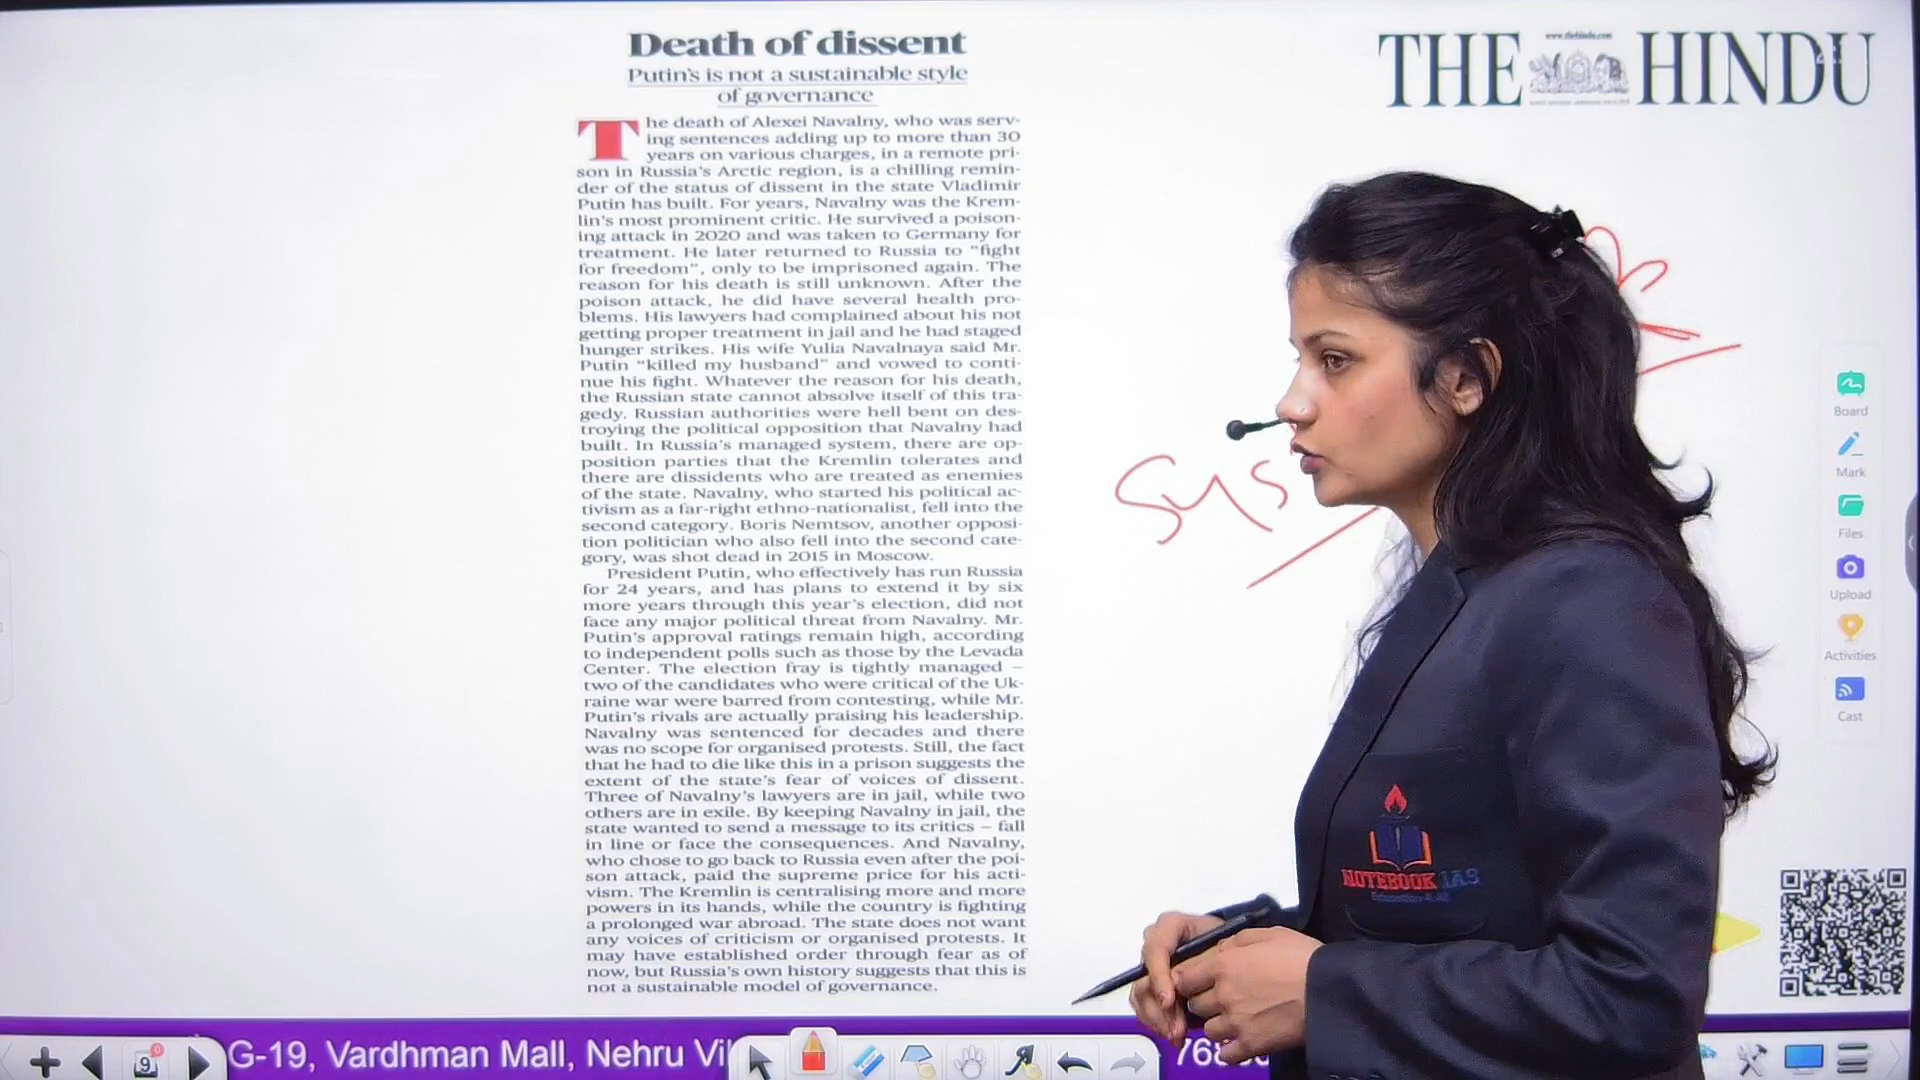 Death of dissent
Putin's is not a sustainable style
of governance
The death of Alexei Navalny, who was serv-
ing sentences adding up to more than 30
years on various charges, in a remote pri-
son in Russia's Arctic region, is a chilling remin-
der of the status of dissent in the state Vladimir
Putin has built. For years, Navalny was the Krem-
lin's most prominent critic. He survived a poison-
ing attack in 2020 and was taken to Germany for
treatment. He later returned to Russia to "fight
for freedom", only to be imprisoned again. The
reason for his death is still unknown. After the
poison attack, he did have several health pro-
blems. His lawyers had complained about his not
getting proper treatment in jail and he had staged
hunger strikes. His wife Yulia Navalnaya said Mr.
Putin "killed my husband" and vowed to conti-
nue his fight. Whatever the reason for his death,
the Russian state cannot absolve itself of this tra-
gedy. Russian authorities were hell bent on des-
troying the political opposition that Navalny had
built. In Russia's managed system, there are op-
position parties that the Kremlin tolerates and
there are dissidents who are treated as enemies
of the state. Navalny, who started his political ac-
tivism as a far-right ethno-nationalist, fell into the
second category. Boris Nemtsov, another opposi-
tion politician who also fell into the second cate-
gory, was shot dead in 2015 in Moscow.
President Putin, who effectively has run Russia
for 24 years, and has plans to extend it by six
more years through this year's election, did not
face any major political threat from Navalny. Mr.
Putin's approval ratings remain high, according
to independent polls such as those by the Levada
Center. The election fray is tightly managed –
two of the candidates who were critical of the Uk-
raine war were barred from contesting, while Mr.
Putin's rivals are actually praising his leadership.
Navalny was sentenced for decades and there
was no scope for organised protests. Still, the fact
that he had to die like this in a prison suggests the
extent of the state's fear of voices of dissent.
Three of Navalny's lawyers are in jail, while two
others are in exile. By keeping Navalny in jail, the
state wanted to send a message to its critics – fall
in line or face the consequences. And Navalny,
who chose to go back to Russia even after the poi-
son attack, paid the supreme price for his acti-
vism. The Kremlin is centralising more and more
powers in its hands, while the country is fighting
a prolonged war abroad. The state does not want
any voices of criticism or organised protests. It
may have established order through fear as of
now, but Russia's own history suggests that this is
not a sustainable model of governance.
www.thehindu.com
THE HINDU
Sys
Board
Mark
Files
Upload
Activities
Cast
NOTEBOOK IAS
9
0
G-19, Vardhman Mall, Nehru Vi
768